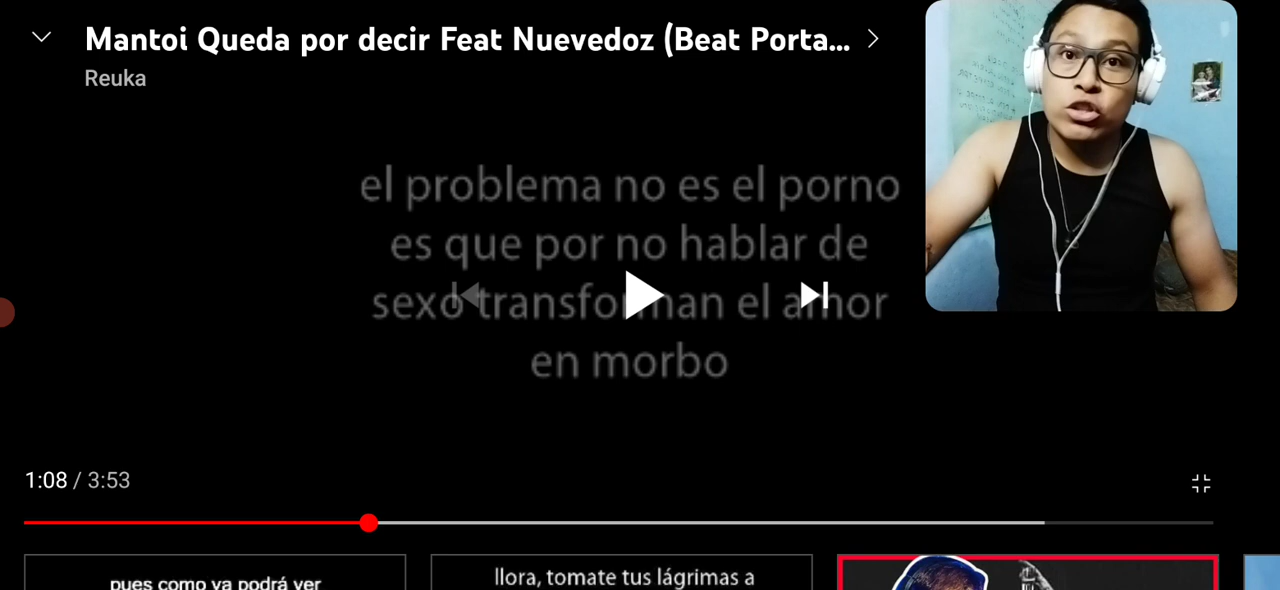 Mantoi Queda por decir Feat Nuevedoz (Beat Porta...
Reuka
el problema no es el porno
es que por no hablar de
sexo transforman el amor
en morbo
1:08 / 3:53
pues como ya podrá ver
llora, tomate tus lágrimas a